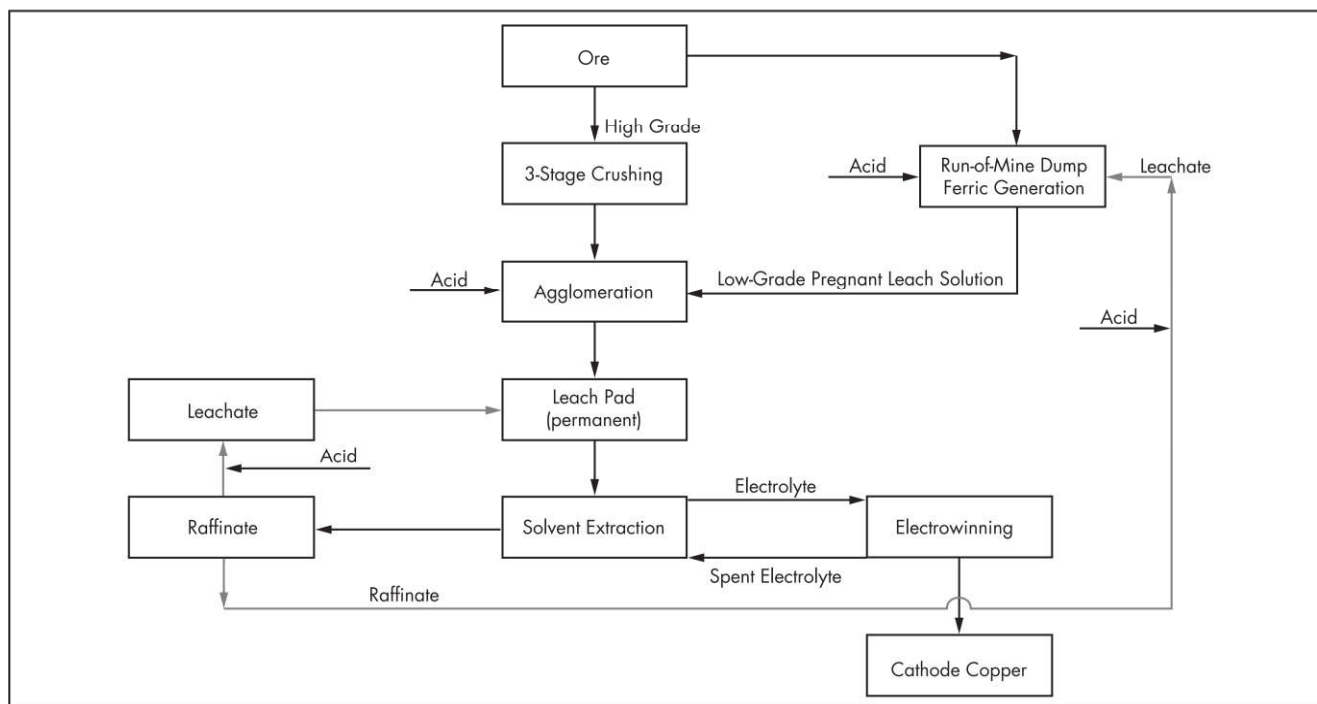 Ore
High Grade
3-Stage Crushing
Acid
Run-of-Mine Dump
Ferric Generation
Leachate
Acid
Agglomeration
Low-Grade Pregnant Leach Solution
Acid
Leachate
Leach Pad
(permanent)
Acid
Raffinate
Solvent Extraction
Electrolyte
Electrowinning
Spent Electrolyte
Raffinate
Cathode Copper